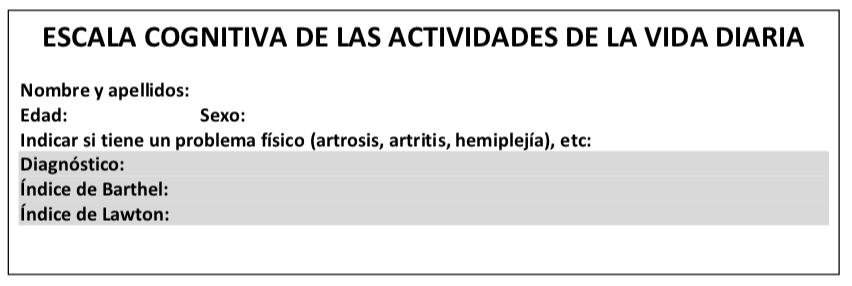 ESCALA COGNITIVA DE LAS ACTIVIDADES DE LA VIDA DIARIA
Nombre y apellidos:
Edad: Sexo:
Indicar si tiene un problema físico (artrosis, artritis, hemiplejía), etc:
Diagnóstico:
Índice de Barthel:
Índice de Lawton: